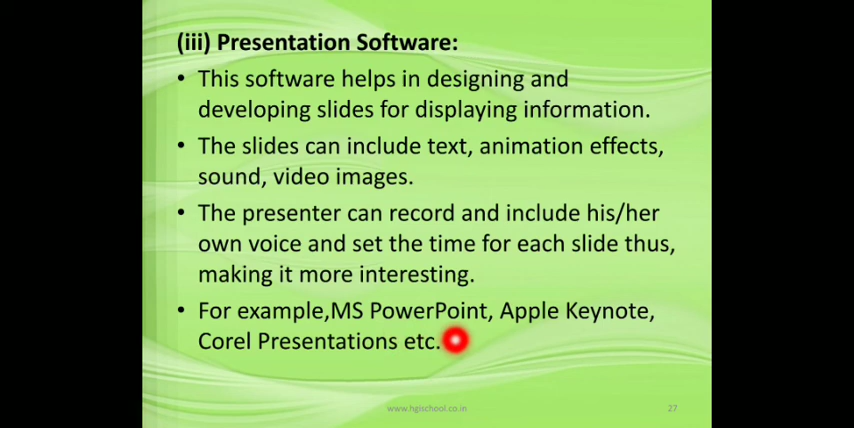 (iii) Presentation Software:
• This software helps in designing and
developing slides for displaying information.
• The slides can include text, animation effects,
sound, video images.
• The presenter can record and include his/her
own voice and set the time for each slide thus,
making it more interesting.
• For example,MS PowerPoint, Apple Keynote,
Corel Presentations etc.
www.hgischool.co.in
27